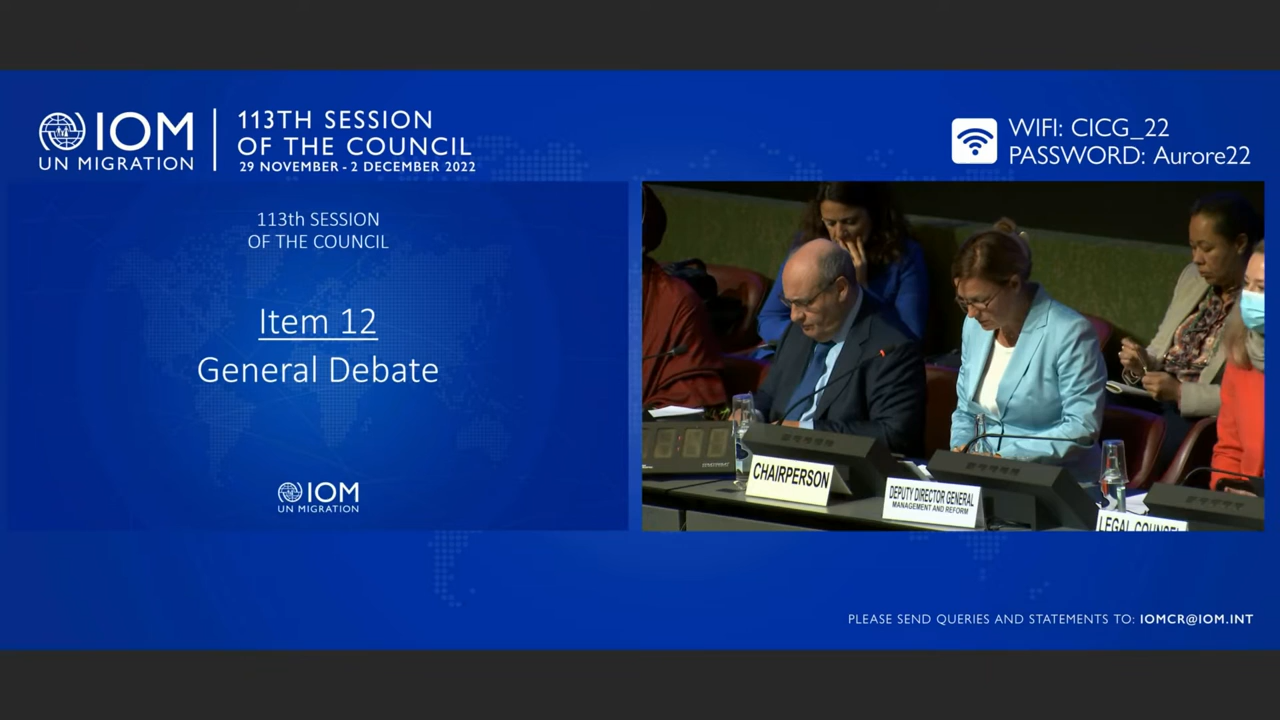 IOM
UN MIGRATION
113TH SESSION
OF THE COUNCIL
29 NOVEMBER - 2 DECEMBER 2022
WIFI: CICG_22
PASSWORD: Aurore22
113th SESSION
OF THE COUNCIL
Item 12
General Debate
IOM
UN MIGRATION
CHAIRPERSON
DEPUTY DIRECTOR GENERAL
MANAGEMENT AND REFORM
LEGAL COUNSEL
PLEASE SEND QUERIES AND STATEMENTS TO: IOMCR@IOM.INT